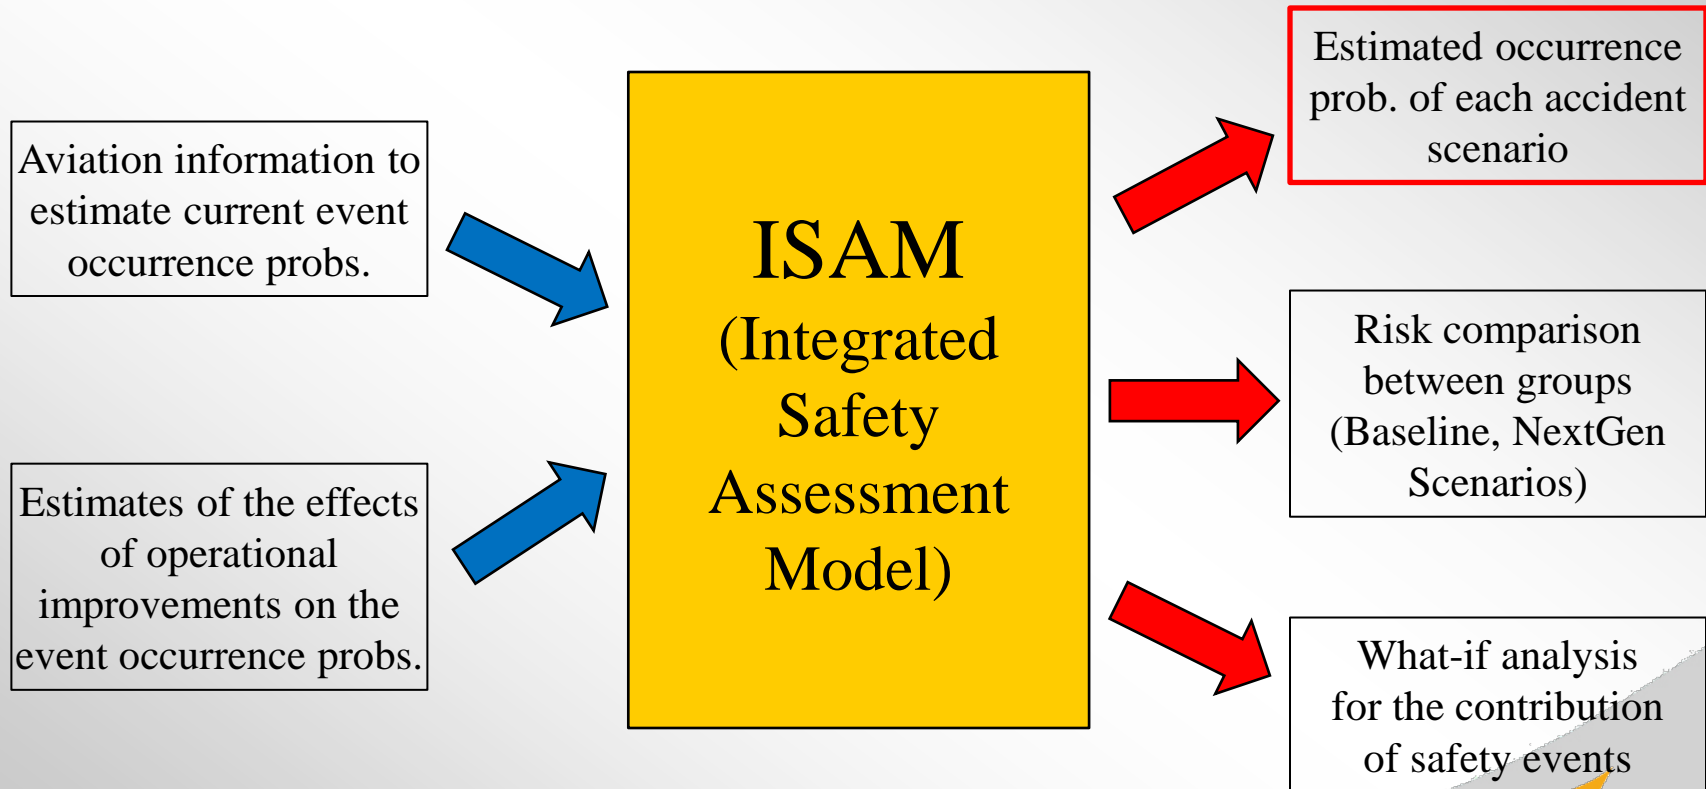 Aviation information to
estimate current event
occurrence probs.
Estimates of the effects
of operational
improvements on the
event occurrence probs.
ISAM
(Integrated
Safety
Assessment
Model)
Estimated occurrence
prob. of each accident
scenario
Risk comparison
between groups
(Baseline, NextGen
Scenarios)
What-if analysis
for the contribution
of safety events